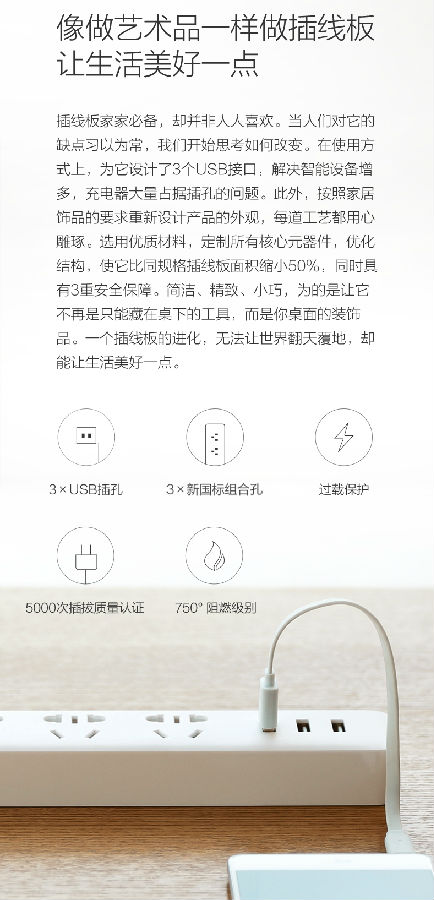 像做艺术品一样做插线板
让生活美好一点
插线板家家必备，却并非人人喜欢。当人们对它的
缺点习以为常，我们开始思考如何改变。在使用方
式上，为它设计了3个USB接口，解决智能设备增
多，充电器大量占据插孔的问题。此外，按照家居
饰品的要求重新设计产品的外观，每道工艺都用心
雕琢。选用优质材料，定制所有核心元器件，优化
结构，使它比同规格插线板面积缩小50%，同时具
有3重安全保障。简洁、精致、小巧，为的是让它
不再是只能藏在桌下的工具，而是你桌面的装饰
品。一个插线板的进化，无法让世界翻天覆地，却
能让生活美好一点。
3×USB插孔
3×新国标组合孔
过载保护
5000次插拔质量认证
750° 阻燃级别